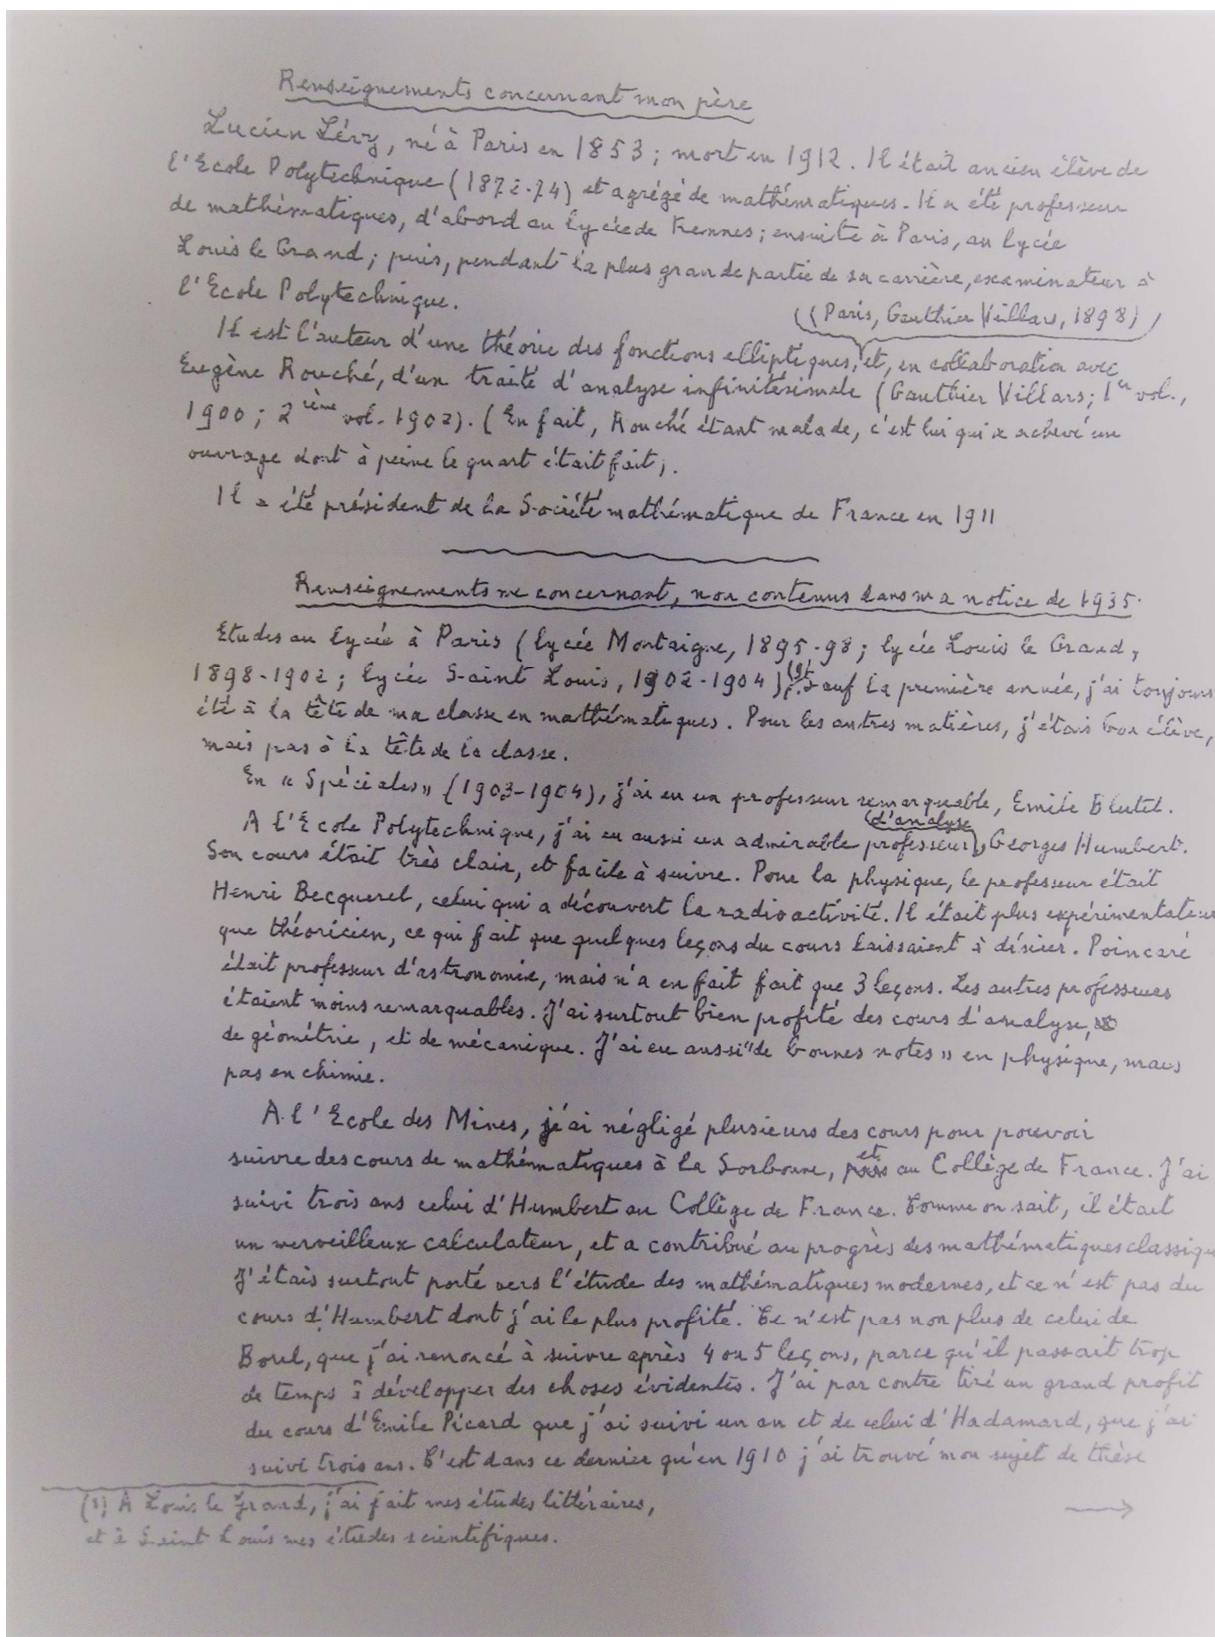 Renseignements concernant mon père
Lucien Lévy, né à Paris en 1853 ; mort en 1912. Il était ancien élève de
l'Ecole Polytechnique (1872-74) et agrégé de mathématiques. Il a été professeur
de mathématiques, d'abord au lycée de Rennes ; ensuite à Paris, au lycée
Louis le Grand ; puis, pendant la plus grande partie de sa carrière, examinateur à
l'Ecole Polytechnique.
(Paris, Gauthier Villars, 1898)
Il est l'auteur d'une théorie des fonctions elliptiques, et, en collaboration avec
Eugène Rouché, d'un traité d'analyse infinitésimale (Gauthier Villars ; 1er vol.,
1900 ; 2ième vol. 1902). (En fait, Rouché étant malade, c'est lui qui a achevé un
ouvrage dont à peine le quart était fait).
Il a été président de la Société mathématique de France en 1911
Renseignements me concernant, non contenus dans ma notice de 1935.
Etudes au lycée à Paris (lycée Montaigne, 1895-98 ; lycée Louis le Grand,
1898-1902 ; lycée Saint Louis, 1902-1904)(1). Sauf la première année, j'ai toujours
été à la tête de ma classe en mathématiques. Pour les autres matières, j'étais bon élève,
mais pas à la tête de la classe.
En « Spéciales » (1903-1904), j'ai eu un professeur remarquable, Emile Blutel.
A l'Ecole Polytechnique, j'ai eu aussi un admirable professeur d'analyse, Georges Humbert.
Son cours était très clair, et facile à suivre. Pour la physique, le professeur était
Henri Becquerel, celui qui a découvert la radioactivité. Il était plus expérimentateur
que théoricien, ce qui fait que quelques leçons du cours laissaient à désirer. Poincaré
était professeur d'astronomie, mais n'a en fait fait que 3 leçons. Les autres professeurs
étaient moins remarquables. J'ai surtout bien profité des cours d'analyse,
de géométrie, et de mécanique. J'ai eu aussi "de bonnes notes" en physique, mais
pas en chimie.
A l'Ecole des Mines, j'ai négligé plusieurs des cours pour pouvoir
suivre des cours de mathématiques à la Sorbonne, et au Collège de France. J'ai
suivi trois ans celui d'Humbert au Collège de France. Comme on sait, il était
un merveilleux calculateur, et a contribué au progrès des mathématiques classiqu
J'étais surtout porté vers l'étude des mathématiques modernes, et ce n'est pas du
cours d'Humbert dont j'ai le plus profité. Ce n'est pas non plus de celui de
Borel, que j'ai renoncé à suivre après 4 ou 5 leçons, parce qu'il passait trop
de temps à développer des choses évidentes. J'ai par contre tiré un grand profit
du cours d'Emile Picard que j'ai suivi un an et de celui d'Hadamard, que j'ai
suivi trois ans. C'est dans ce dernier qu'en 1910 j'ai trouvé mon sujet de thèse
(1) A Louis le Grand, j'ai fait mes études littéraires,
et à Saint Louis mes études scientifiques.